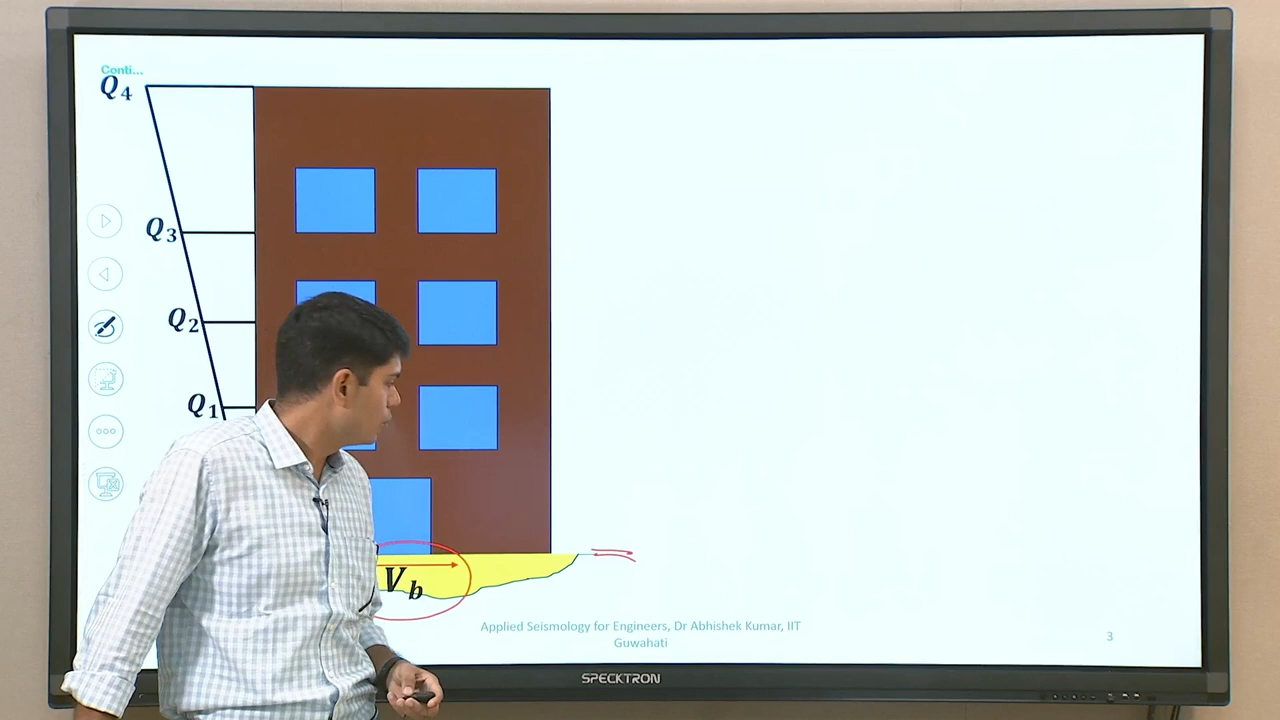 Conti...
Q4
Q3
Q2
Q1
Vb
Applied Seismology for Engineers, Dr Abhishek Kumar, IIT
Guwahati
3
SPECKTRON